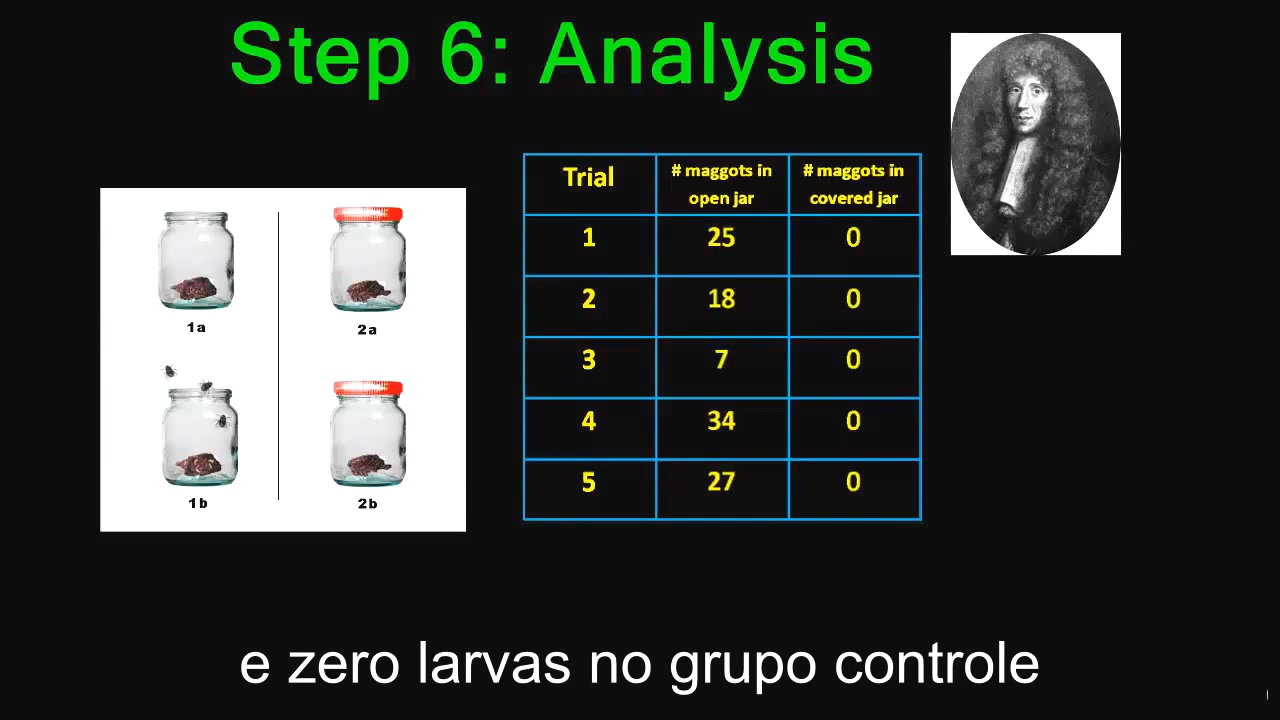 Step 6: Analysis
1a
2a
1b
2b
Trial
# maggots in
open jar
# maggots in
covered jar
1 25 0
2 18 0
3 7 0
4 34 0
5 27 0
e zero larvas no grupo controle